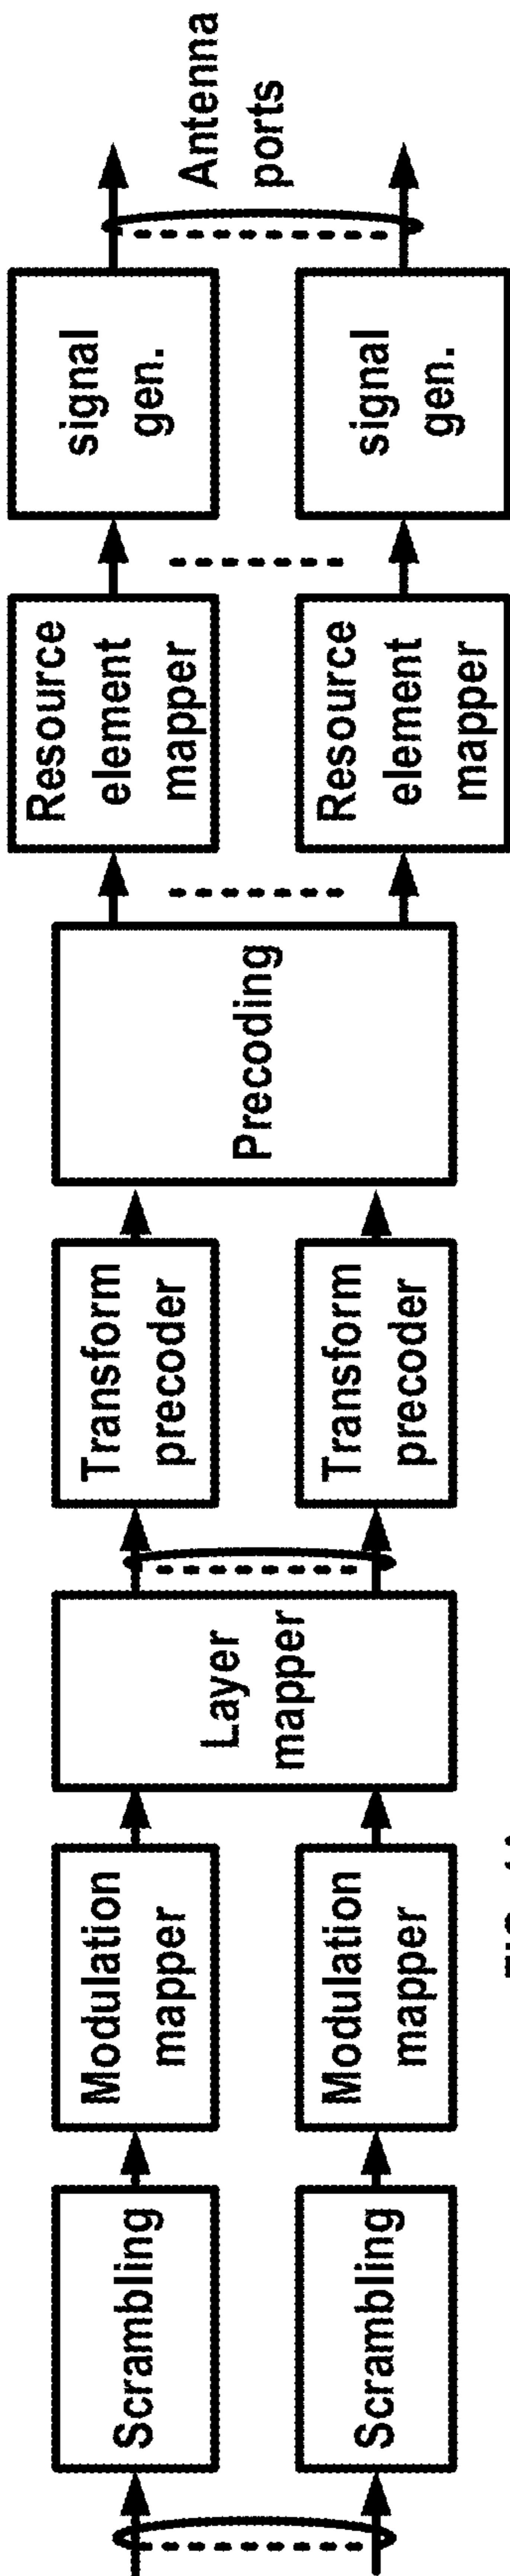 Scrambling
Scrambling
Modulation
mapper
Modulation
mapper
Layer
mapper
Transform
precoder
Transform
precoder
Precoding
Resource
element
mapper
Resource
element
mapper
signal
gen.
signal
gen.
Antenna
ports